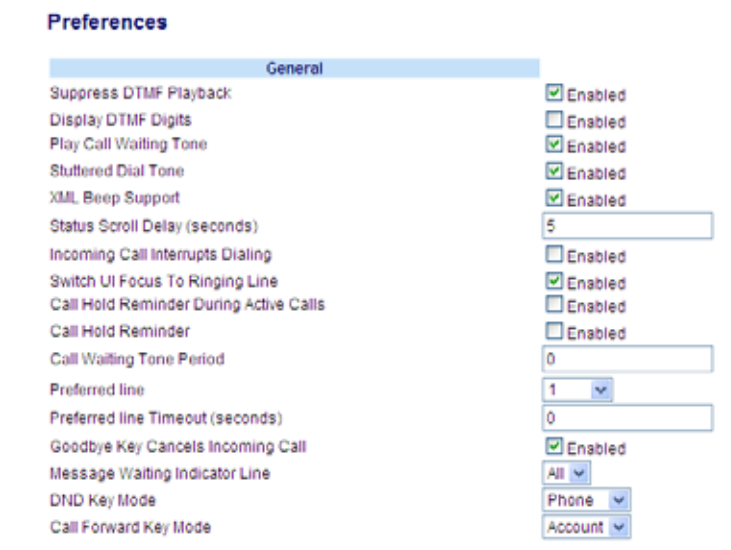 Preferences
General
Suppress DTMF Playback Enabled
Display DTMF Digits Enabled
Play Call Waiting Tone Enabled
Stuttered Dial Tone Enabled
XML Beep Support Enabled
Status Scroll Delay (seconds) 5
Incoming Call Interrupts Dialing Enabled
Switch UI Focus To Ringing Line Enabled
Call Hold Reminder During Active Calls Enabled
Call Hold Reminder Enabled
Call Waiting Tone Period 0
Preferred line 1
Preferred line Timeout (seconds) 0
Goodbye Key Cancels Incoming Call Enabled
Message Waiting Indicator Line All
DND Key Mode Phone
Call Forward Key Mode Account